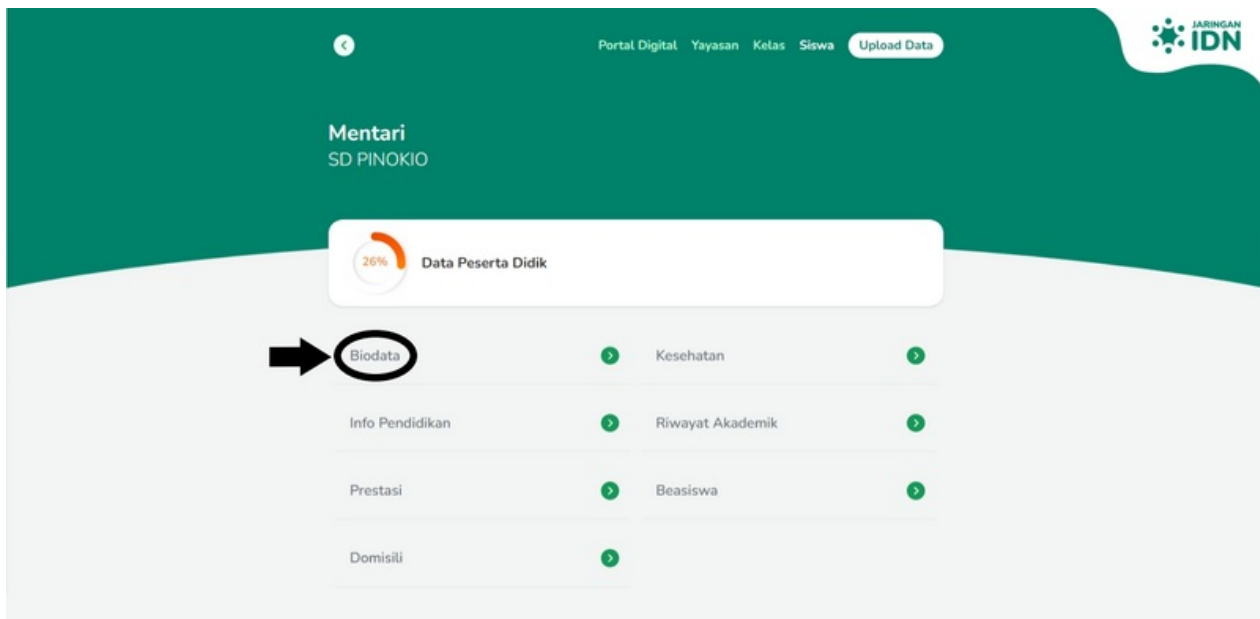 Portal Digital Yayasan Kelas Siswa Upload Data
JARINGAN
IDN
Mentari
SD PINOKIO
26% Data Peserta Didik
Biodata
Kesehatan
Info Pendidikan
Riwayat Akademik
Prestasi
Beasiswa
Domisili